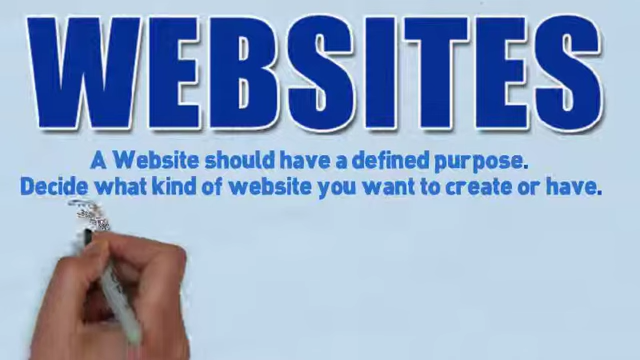 WEBSITES
A Website should have a defined purpose.
Decide what kind of website you want to create or have.